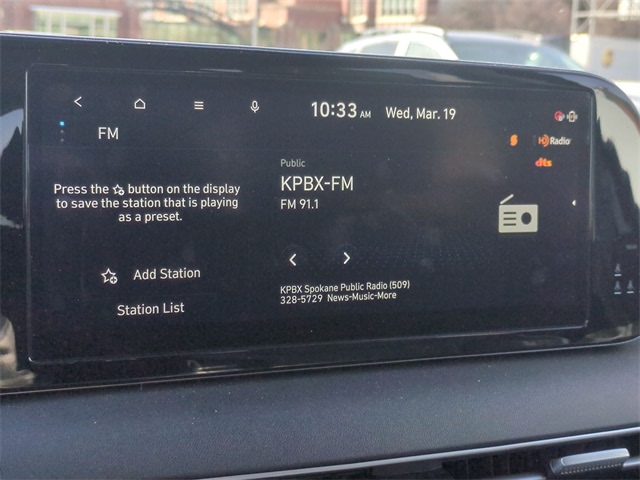 10:33 AM Wed, Mar. 19
FM
HD Radio
dts
Public
KPBX-FM
FM 91.1
Press the button on the display
to save the station that is playing
as a preset.
Add Station
Station List
KPBX Spokane Public Radio (509)
328-5729 News-Music-More